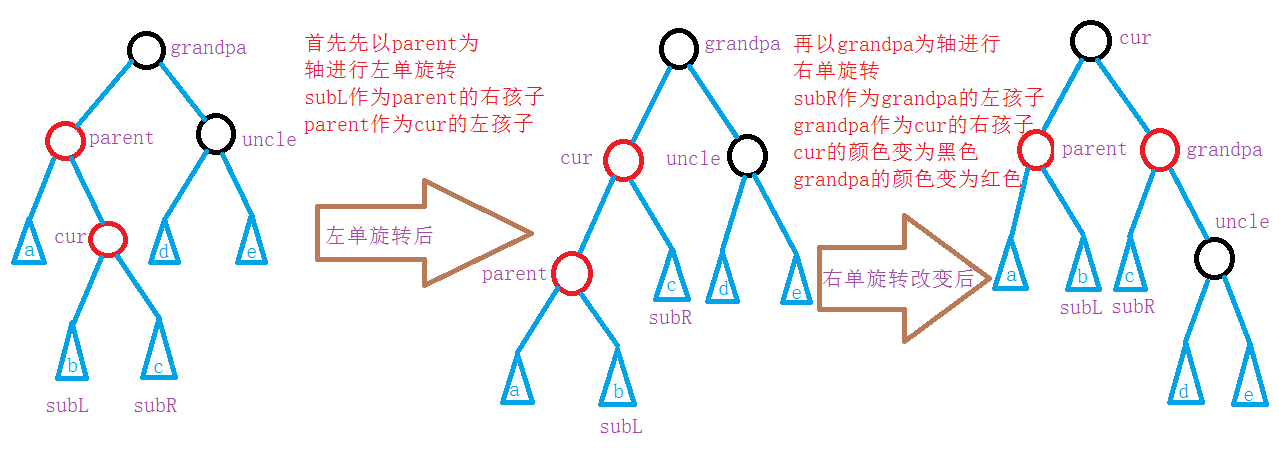 grandpa
parent
uncle
cur
a
d
e
b
c
subL
subR
首先先以parent为
轴进行左单旋转
subL作为parent的右孩子
parent作为cur的左孩子
左单旋转后
grandpa
cur
uncle
parent
c
d
e
subR
a
b
subL
再以grandpa为轴进行
右单旋转
subR作为grandpa的左孩子
grandpa作为cur的右孩子
cur的颜色变为黑色
grandpa的颜色变为红色
右单旋转改变后
cur
parent
grandpa
uncle
a
b
c
subL
subR
d
e